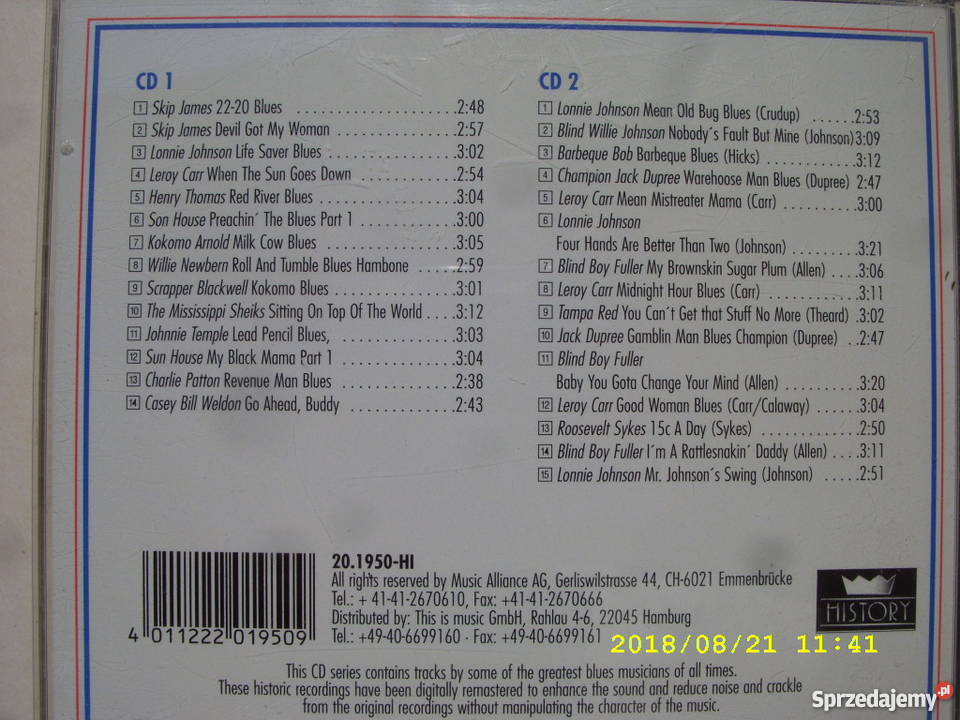 CD 1
1 Skip James 22-20 Blues ..................2:48
2 Skip James Devil Got My Woman .............2:57
3 Lonnie Johnson Life Saver Blues ..............3:02
4 Leroy Carr When The Sun Goes Down ...........2:54
5 Henry Thomas Red River Blues ...............3:04
6 Son House Preachin´ The Blues Part 1 ...........3:00
7 Kokomo Arnold Milk Cow Blues ...............3:05
8 Willie Newbern Roll And Tumble Blues Hambone .....2:59
9 Scrapper Blackwell Kokomo Blues .............3:01
10 The Mississippi Sheiks Sitting On Top Of The World ....3:12
11 Johnnie Temple Lead Pencil Blues, .............3:03
12 Sun House My Black Mama Part 1 .............3:04
13 Charlie Patton Revenue Man Blues .............2:38
14 Casey Bill Weldon Go Ahead, Buddy .............2:43
CD 2
1 Lonnie Johnson Mean Old Bug Blues (Crudup) ......2:53
2 Blind Willie Johnson Nobody´s Fault But Mine (Johnson)3:09
3 Barbeque Bob Barbeque Blues (Hicks) ............3:12
4 Champion Jack Dupree Warehoose Man Blues (Dupree) 2:47
5 Leroy Carr Mean Mistreater Mama (Carr) .........3:00
6 Lonnie Johnson
Four Hands Are Better Than Two (Johnson) .........3:21
7 Blind Boy Fuller My Brownskin Sugar Plum (Allen) ....3:06
8 Leroy Carr Midnight Hour Blues (Carr) ...........3:11
9 Tampa Red You Can´t Get that Stuff No More (Theard) .3:02
10 Jack Dupree Gamblin Man Blues Champion (Dupree) ..2:47
11 Blind Boy Fuller
Baby You Gota Change Your Mind (Allen) ..........3:20
12 Leroy Carr Good Woman Blues (Carr/Calaway) ......3:04
13 Roosevelt Sykes 15c A Day (Sykes) ............2:50
14 Blind Boy Fuller I´m A Rattlesnakin´ Daddy (Allen) ....3:11
15 Lonnie Johnson Mr. Johnson´s Swing (Johnson) .....2:51
4 011222 019509
20.1950-HI
All rights reserved by Music Alliance AG, Gerliswilstrasse 44, CH-6021 Emmenbrücke
Tel.: + 41-41-2670610, Fax: +41-41-2670666
Distributed by: This is music GmbH, Rahlau 4-6, 22045 Hamburg
Tel.: +49-40-6699160 · Fax: +49-40-6699161
HISTORY
2018/08/21 11:41
This CD series contains tracks by some of the greatest blues musicians of all times.
These historic recordings have been digitally remastered to enhance the sound and reduce noise and crackle
from the original recordings without manipulating the character of the music.
Sprzedajemy.pl